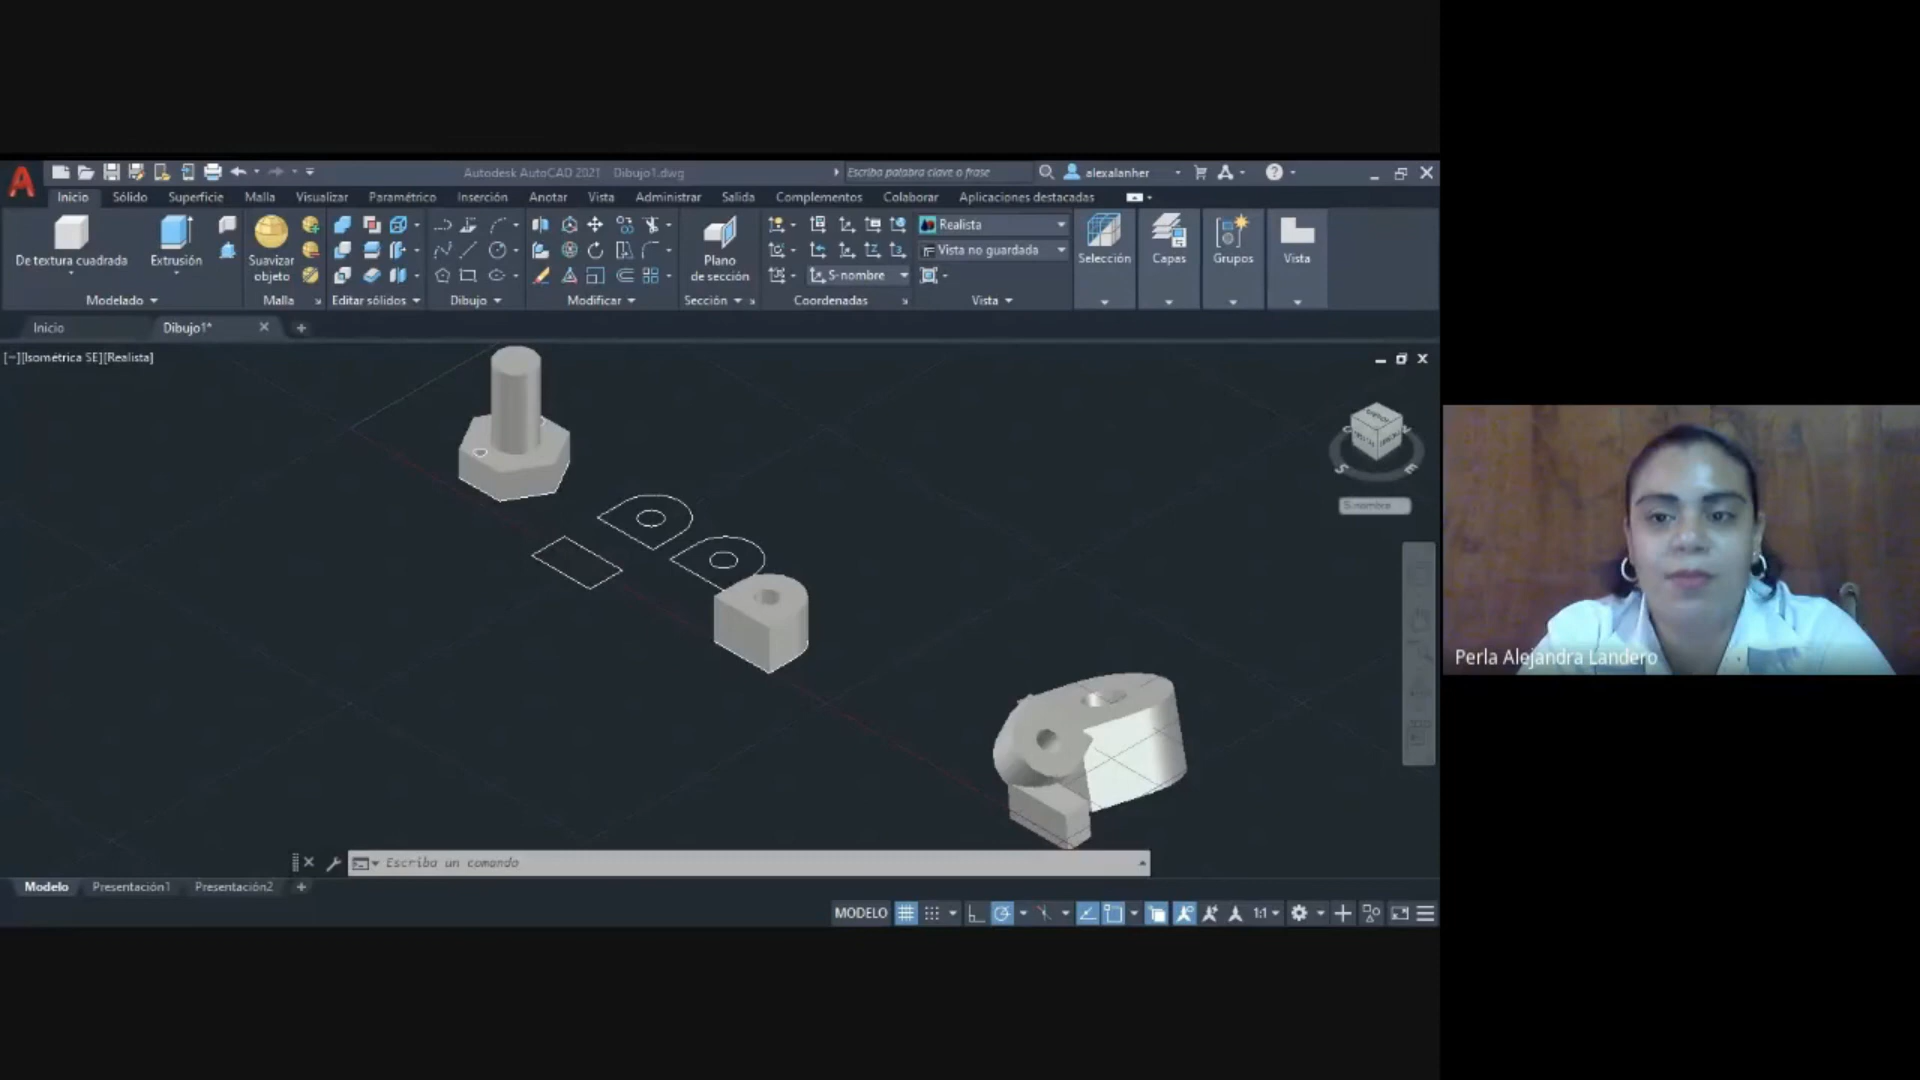 Autodesk AutoCAD 2021 Dibujo1.dwg
Escriba palabra clave o frase
alexalanher
Inicio Sólido Superficie Malla Visualizar Paramétrico Inserción Anotar Vista Administrar Salida Complementos Colaborar Aplicaciones destacadas
De textura cuadrada
Extrusión
Suavizar objeto
Plano de sección
S-nombre
Realista
Vista no guardada
Selección
Capas
Grupos
Vista
Modelado
Malla
Editar sólidos
Dibujo
Modificar
Sección
Coordenadas
Vista
Inicio
Dibujo1*
[−][Isométrica SE][Realista]
S
E
S-nombre
Perla Alejandra Landero
Escriba un comando
Modelo Presentación1 Presentación2
MODELO
1:1